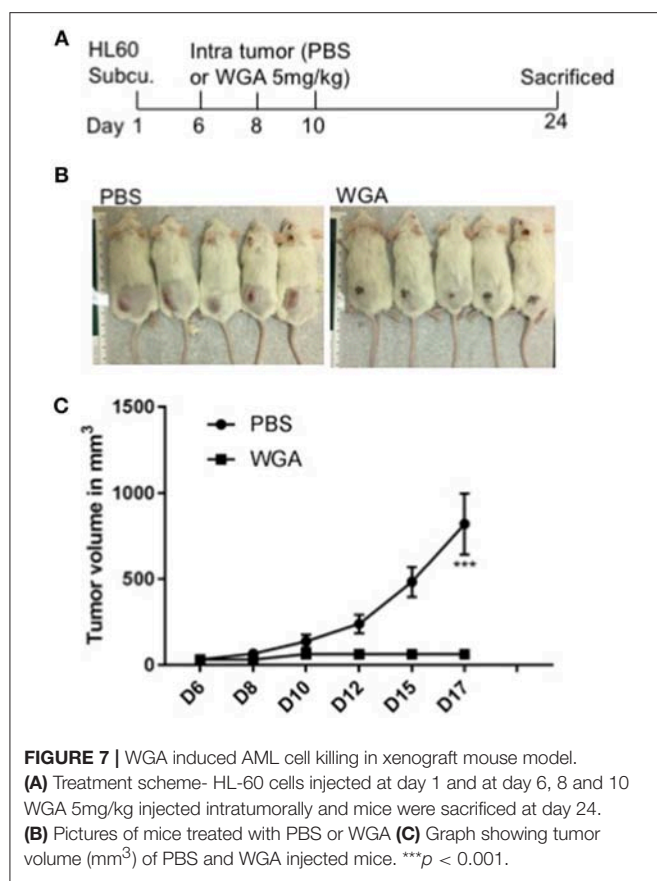 A
HL60 Intra tumor (PBS
Subcu. or WGA 5mg/kg) Sacrificed
Day 1 6 8 10 24
B
PBS WGA
C
1500
1000
500
0
Tumor volume in mm³
PBS
WGA
***
D6 D8 D10 D12 D15 D17
FIGURE 7 | WGA induced AML cell killing in xenograft mouse model.
(A) Treatment scheme- HL-60 cells injected at day 1 and at day 6, 8 and 10
WGA 5mg/kg injected intratumorally and mice were sacrificed at day 24.
(B) Pictures of mice treated with PBS or WGA (C) Graph showing tumor
volume (mm³) of PBS and WGA injected mice. ***p < 0.001.